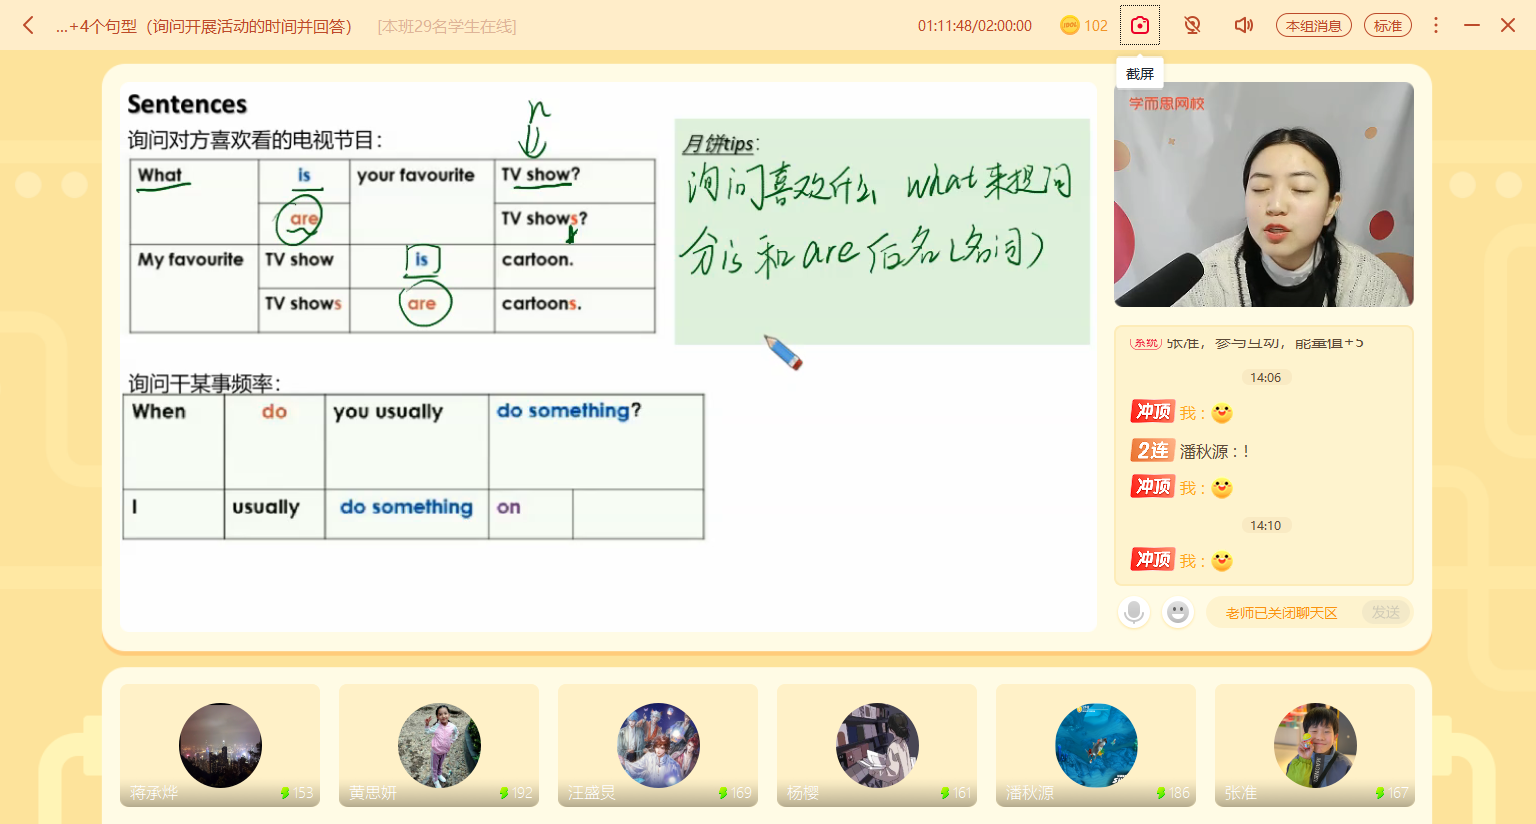 ...+4个句型（询问开展活动的时间并回答） [本班29名学生在线] 01:11:48/02:00:00 102 本组消息 标准
截屏
Sentences
询问对方喜欢看的电视节目：
n
What is your favourite TV show?
are TV shows?
My favourite TV show is cartoon.
TV shows are cartoons.
月饼tips：
询问喜欢什么 what来提问
分is和are 后名（名词）
询问干某事频率：
When do you usually do something?
I usually do something on
学而思网校
系统 张准，参与互动，能量值+5
14:06
冲顶 我：
2连 潘秋源：！
冲顶 我：
14:10
冲顶 我：
老师已关闭聊天区 发送
蒋承烨 153 黄思妍 192 汪盛炅 169 杨樱 161 潘秋源 186 张准 167